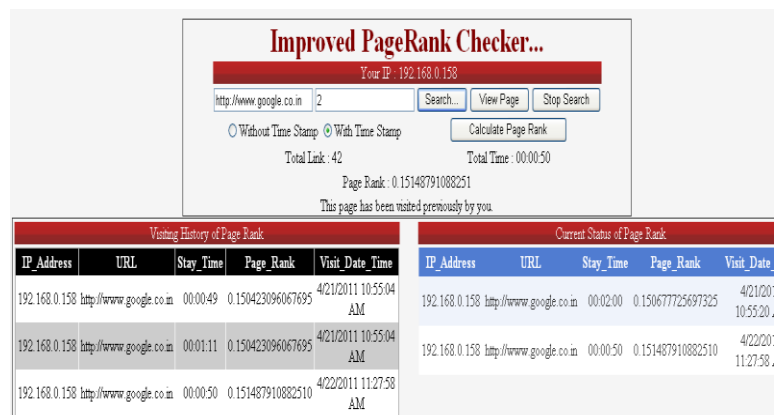 Improved PageRank Checker...
Your IP : 192.168.0.158
http://www.google.co.in 2 Search... View Page Stop Search
Without Time Stamp With Time Stamp Calculate Page Rank
Total Link : 42 Total Time : 00:00:50
Page Rank : 0.15148791088251
This page has been visited previously by you.
Visiting History of Page Rank
IP_Address URL Stay_Time Page_Rank Visit_Date_Time
192.168.0.158 http://www.google.co.in 00:00:49 0.150423096067695 4/21/2011 10:55:04
AM
192.168.0.158 http://www.google.co.in 00:01:11 0.150423096067695 4/21/2011 10:55:04
AM
192.168.0.158 http://www.google.co.in 00:00:50 0.151487910882510 4/22/2011 11:27:58
AM
Current Status of Page Rank
IP_Address URL Stay_Time Page_Rank Visit_Date_
192.168.0.158 http://www.google.co.in 00:02:00 0.150677725697325 4/21/201
10:55:20
192.168.0.158 http://www.google.co.in 00:00:50 0.151487910882510 4/22/201
11:27:58